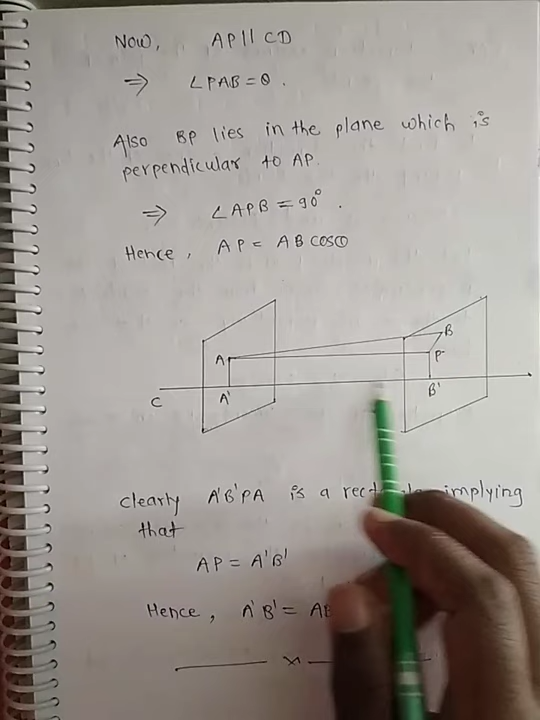 Now, AP || CD
⇒ ∠PAB = θ.
Also BP lies in the plane which is
perpendicular to AP.
⇒ ∠APB = 90°.
Hence, AP = AB cosθ
B
A
P
C
A'
B'
Clearly A'B'PA is a implying
that
AP = A'B'
Hence, A'B' = AB
x